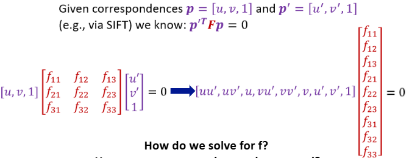 Given correspondences p = [u, v, 1] and p′ = [u′, v′, 1]
(e.g., via SIFT) we know: p′ᵀFp = 0
[u, v, 1] [f₁₁ f₁₂ f₁₃; f₂₁ f₂₂ f₂₃; f₃₁ f₃₂ f₃₃] [u′; v′; 1] = 0 ➡ [uu′, uv′, u, vu′, vv′, v, u′, v′, 1] [f₁₁; f₁₂; f₁₃; f₂₁; f₂₂; f₂₃; f₃₁; f₃₂; f₃₃] = 0
How do we solve for f?